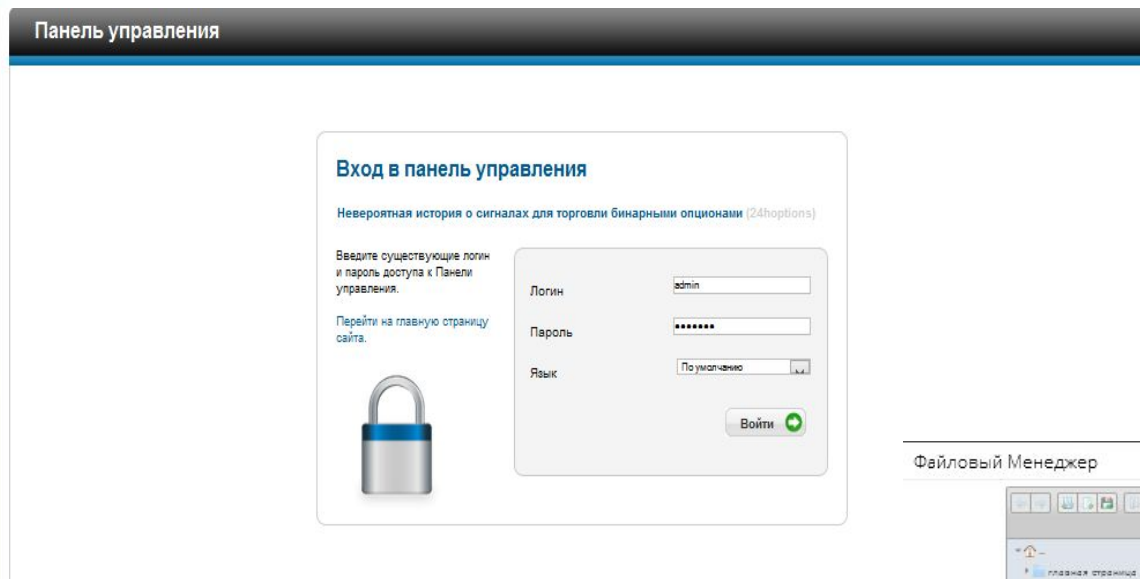 Панель управления
Вход в панель управления
Невероятная история о сигналах для торговли бинарными опционами (24hoptions)
Введите существующие логин
и пароль доступа к Панели
управления.
Перейти на главную страницу
сайта.
Логин
admin
Пароль
•••••••
Язык
По умолчанию
Войти
Файловый Менеджер
главная страница